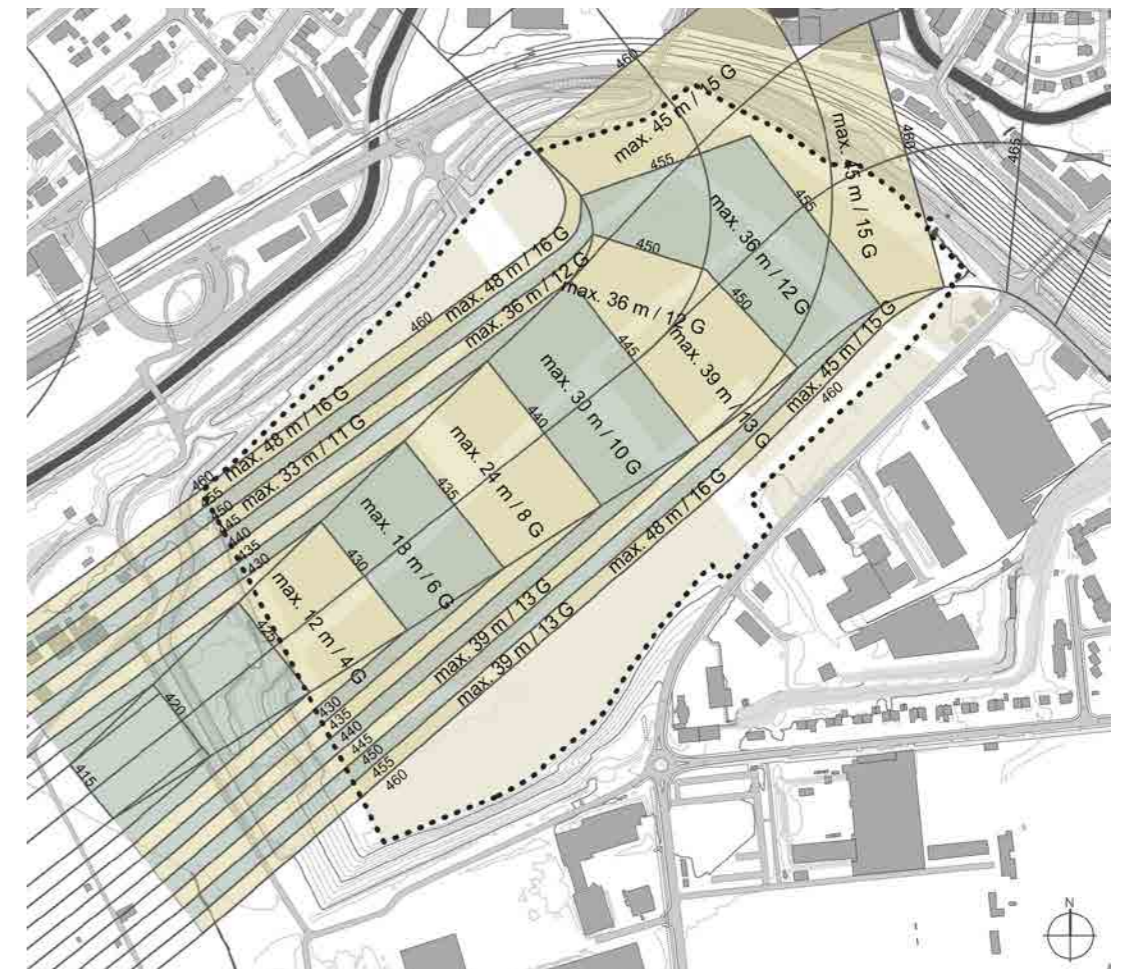 460
max. 45 m / 15 G
460
465
455
max. 45 m / 15 G
455
max. 36 m / 12 G
450
max. 48 m / 16 G
max. 36 m / 12 G
460
max. 36 m / 12 G
450
445
max. 39 m / 13 G
max. 45 m / 15 G
460
max. 30 m / 10 G
440
max. 24 m / 8 G
435
max. 48 m / 16 G
max. 33 m / 11 G
460
455
450
445
440
435
430
max. 18 m / 6 G
430
max. 12 m / 4 G
425
max. 48 m / 16 G
max. 39 m / 13 G
max. 39 m / 13 G
420
415
430
435
440
445
450
455
460
N